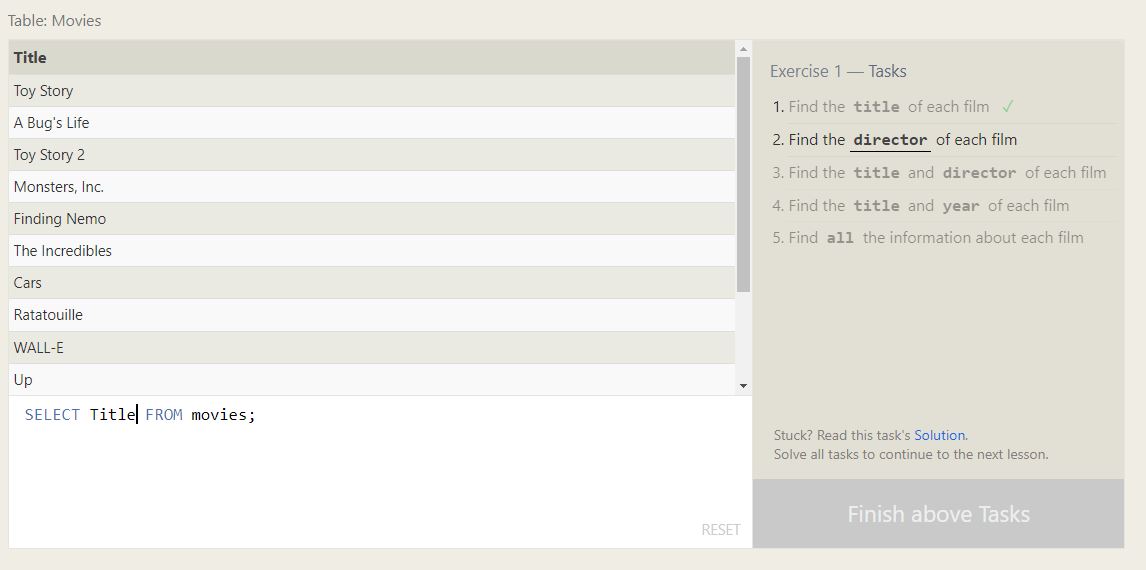 Table: Movies
Title
Toy Story
A Bug's Life
Toy Story 2
Monsters, Inc.
Finding Nemo
The Incredibles
Cars
Ratatouille
WALL-E
Up
SELECT Title FROM movies;
RESET
Exercise 1 — Tasks
1. Find the title of each film ✓
2. Find the director of each film
3. Find the title and director of each film
4. Find the title and year of each film
5. Find all the information about each film
Stuck? Read this task's Solution.
Solve all tasks to continue to the next lesson.
Finish above Tasks